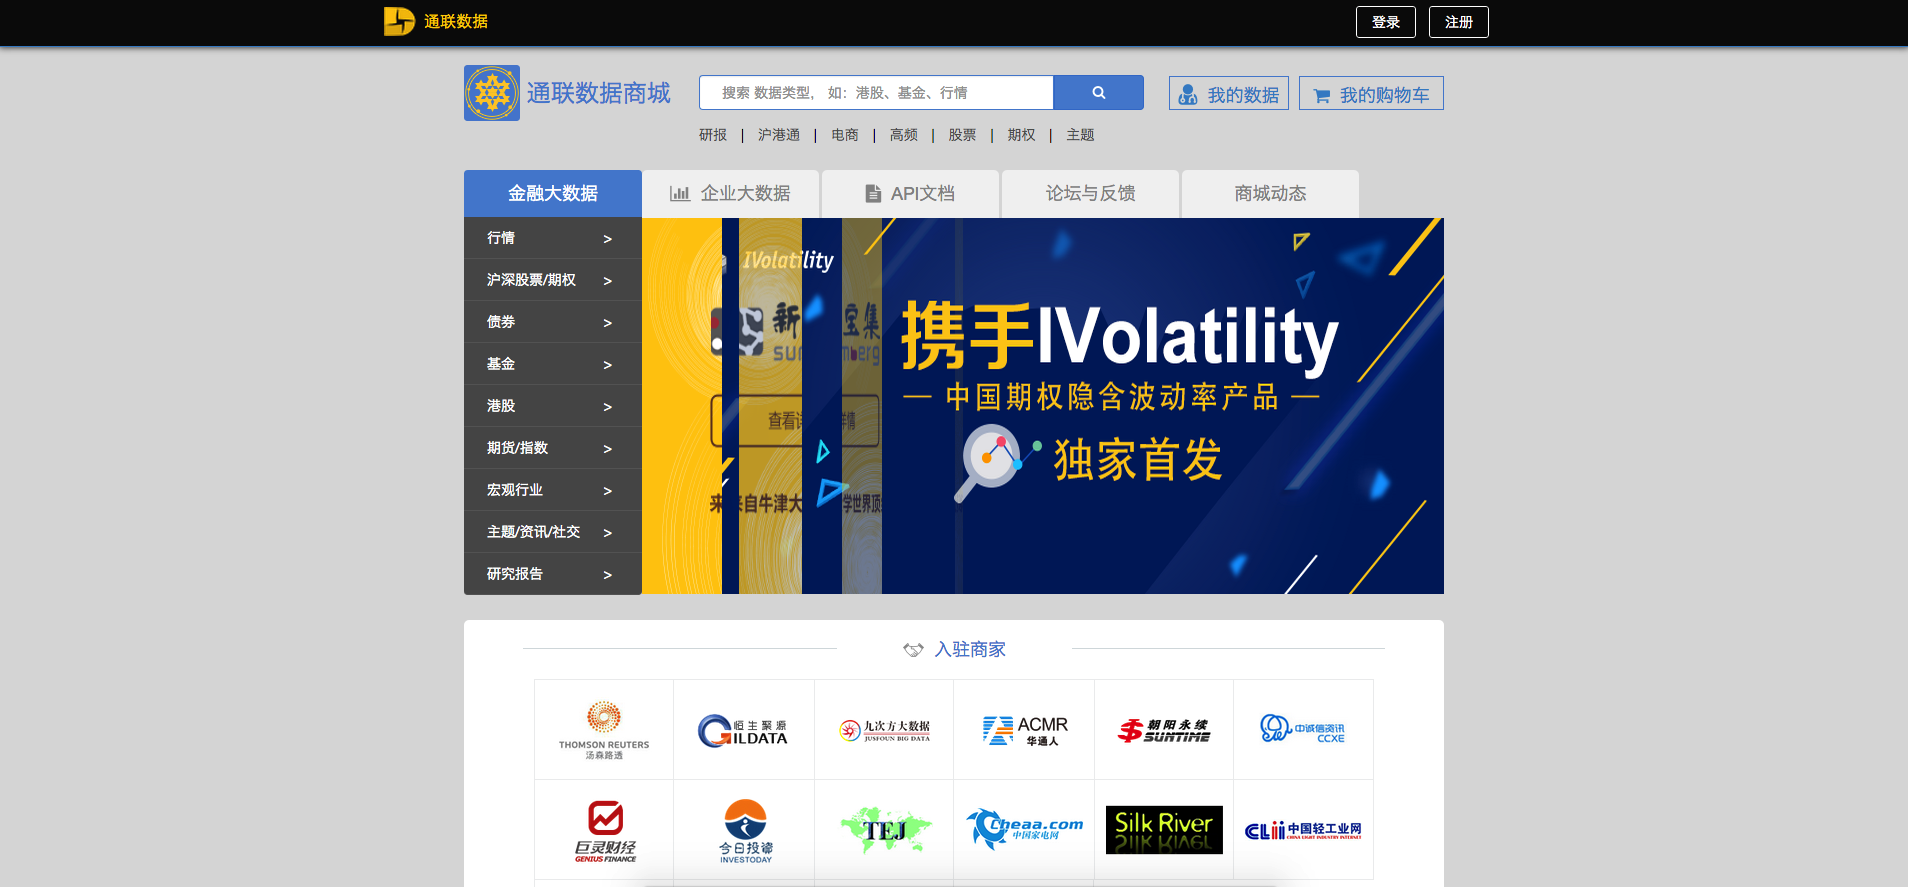 通联数据
登录
注册
通联数据商城
搜索 数据类型， 如：港股、基金、行情
我的数据
我的购物车
研报 | 沪港通 | 电商 | 高频 | 股票 | 期权 | 主题
金融大数据
企业大数据
API文档
论坛与反馈
商城动态
行情 >
沪深股票/期权 >
债券 >
基金 >
港股 >
期货/指数 >
宏观行业 >
主题/资讯/社交 >
研究报告 >
IVolatility
新
宝集
查看
情
来自牛津大
学世界顶
携手IVolatility
— 中国期权隐含波动率产品 —
独家首发
入驻商家
THOMSON REUTERS
汤森路透
恒生聚源
GILDATA
九次方大数据
JUSFOUN BIG DATA
ACMR
华通人
朝阳永续
SUNTIME
中诚信资讯
CCXE
巨灵财经
GENIUS FINANCE
今日投资
INVESTODAY
TEJ
Cheaa.com
中国家电网
Silk River
CLii 中国轻工业网
CHINA LIGHT INDUSTRY INTERNET